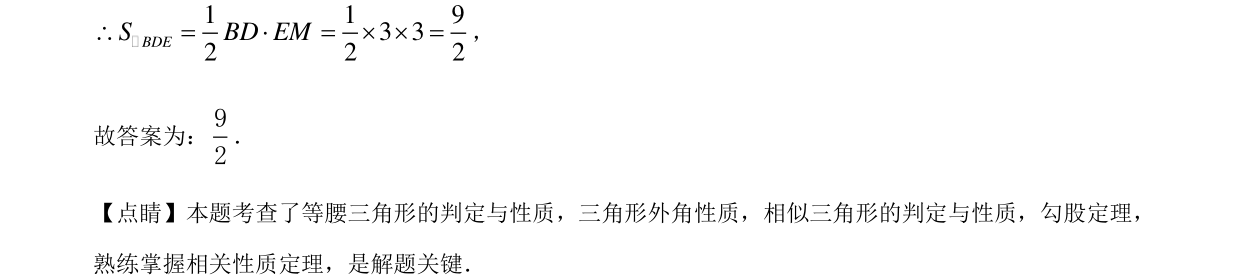 ∴S□BDE = 1/2 BD·EM = 1/2×3×3 = 9/2，
故答案为：9/2．
【点睛】本题考查了等腰三角形的判定与性质，三角形外角性质，相似三角形的判定与性质，勾股定理，
熟练掌握相关性质定理，是解题关键．